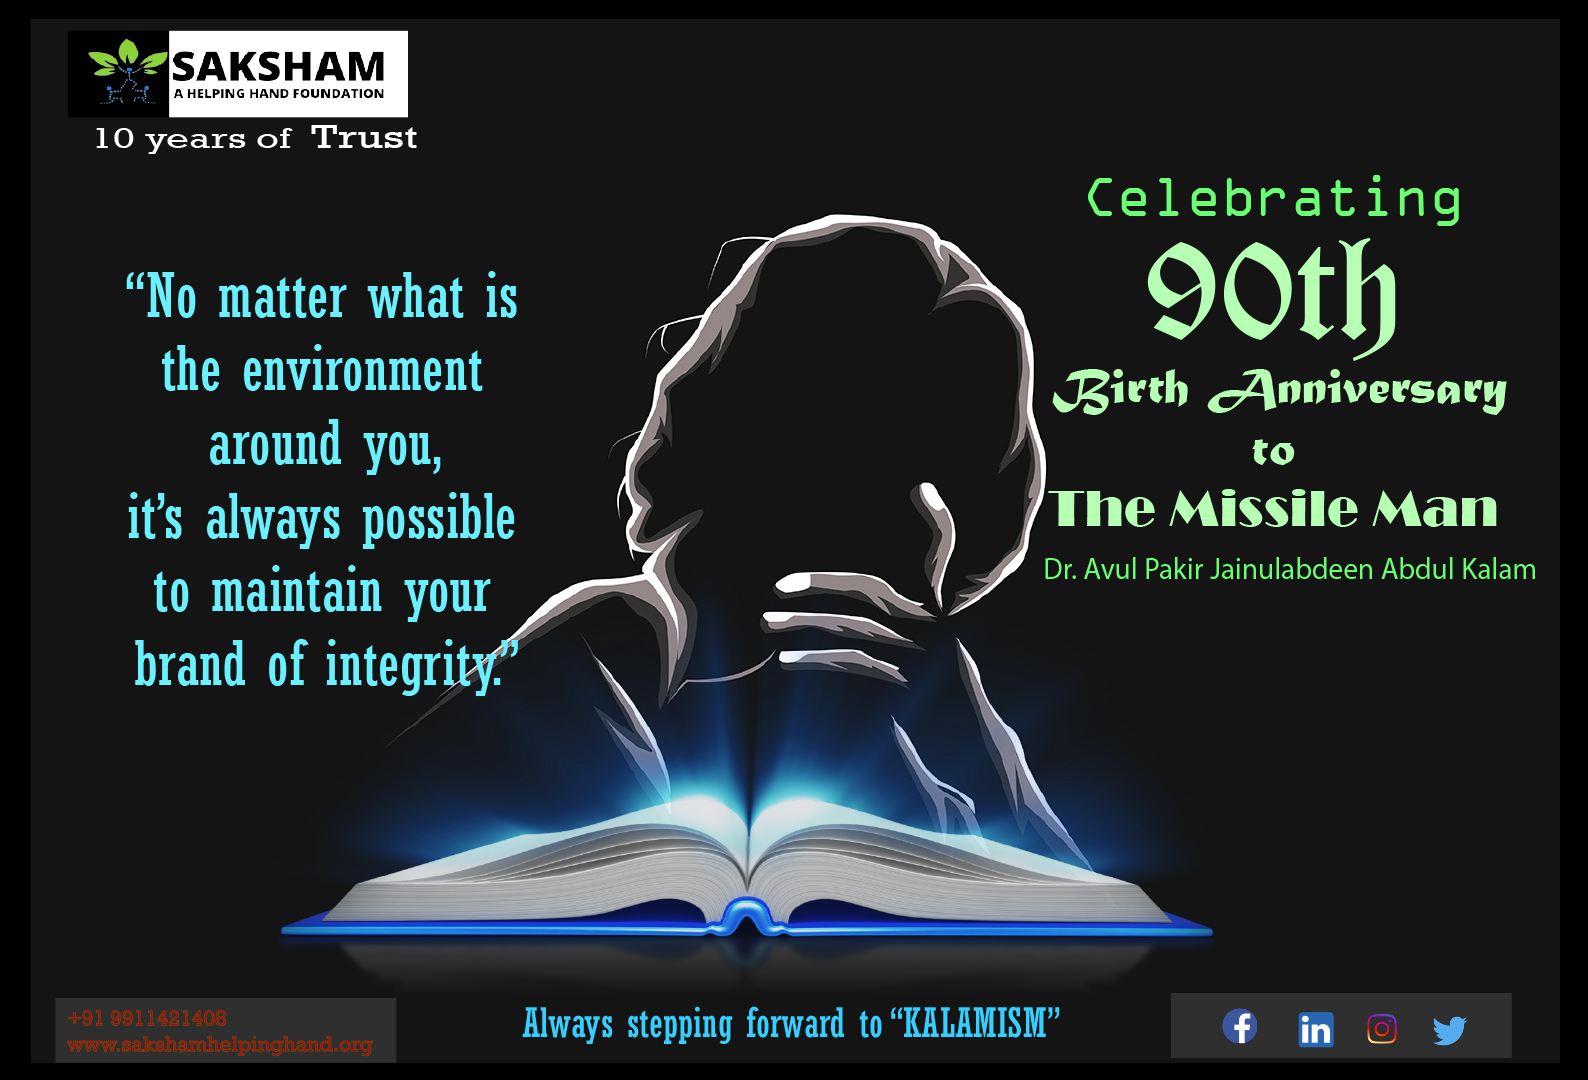 SAKSHAM
A HELPING HAND FOUNDATION
10 years of Trust
“No matter what is
the environment
around you,
it’s always possible
to maintain your
brand of integrity.”
Celebrating
90th
Birth Anniversary
to
The Missile Man
Dr. Avul Pakir Jainulabdeen Abdul Kalam
+91 9911421408
www.sakshamhelpinghand.org
Always stepping forward to “KALAMISM”
f
in